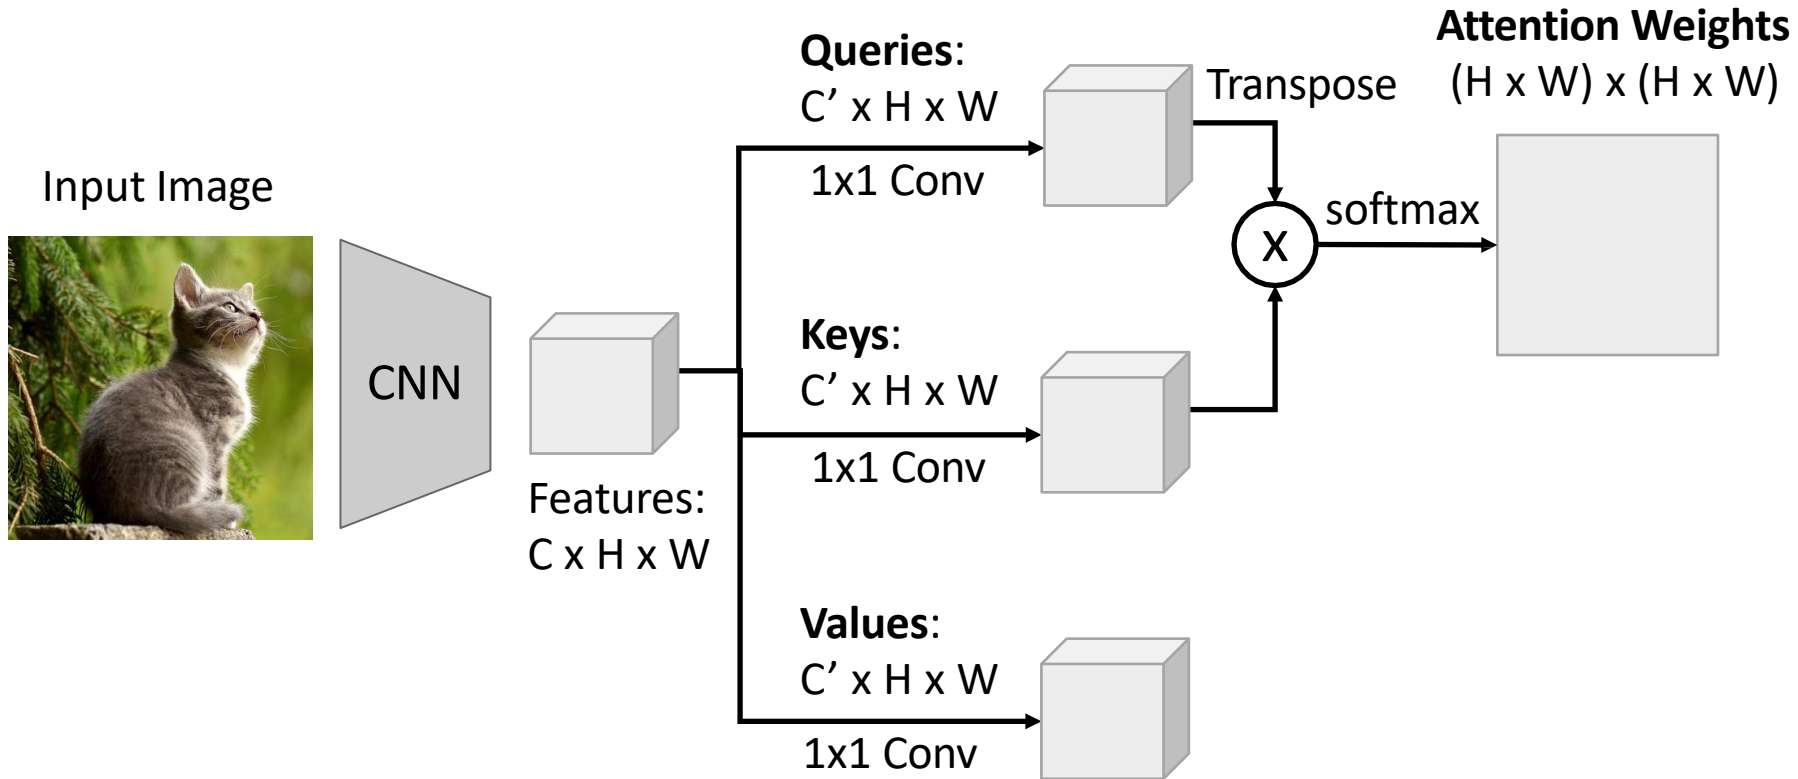 Input Image
CNN
Features:
C x H x W
Queries:
C’ x H x W
1x1 Conv
Keys:
C’ x H x W
1x1 Conv
Values:
C’ x H x W
1x1 Conv
Transpose
X
softmax
Attention Weights
(H x W) x (H x W)